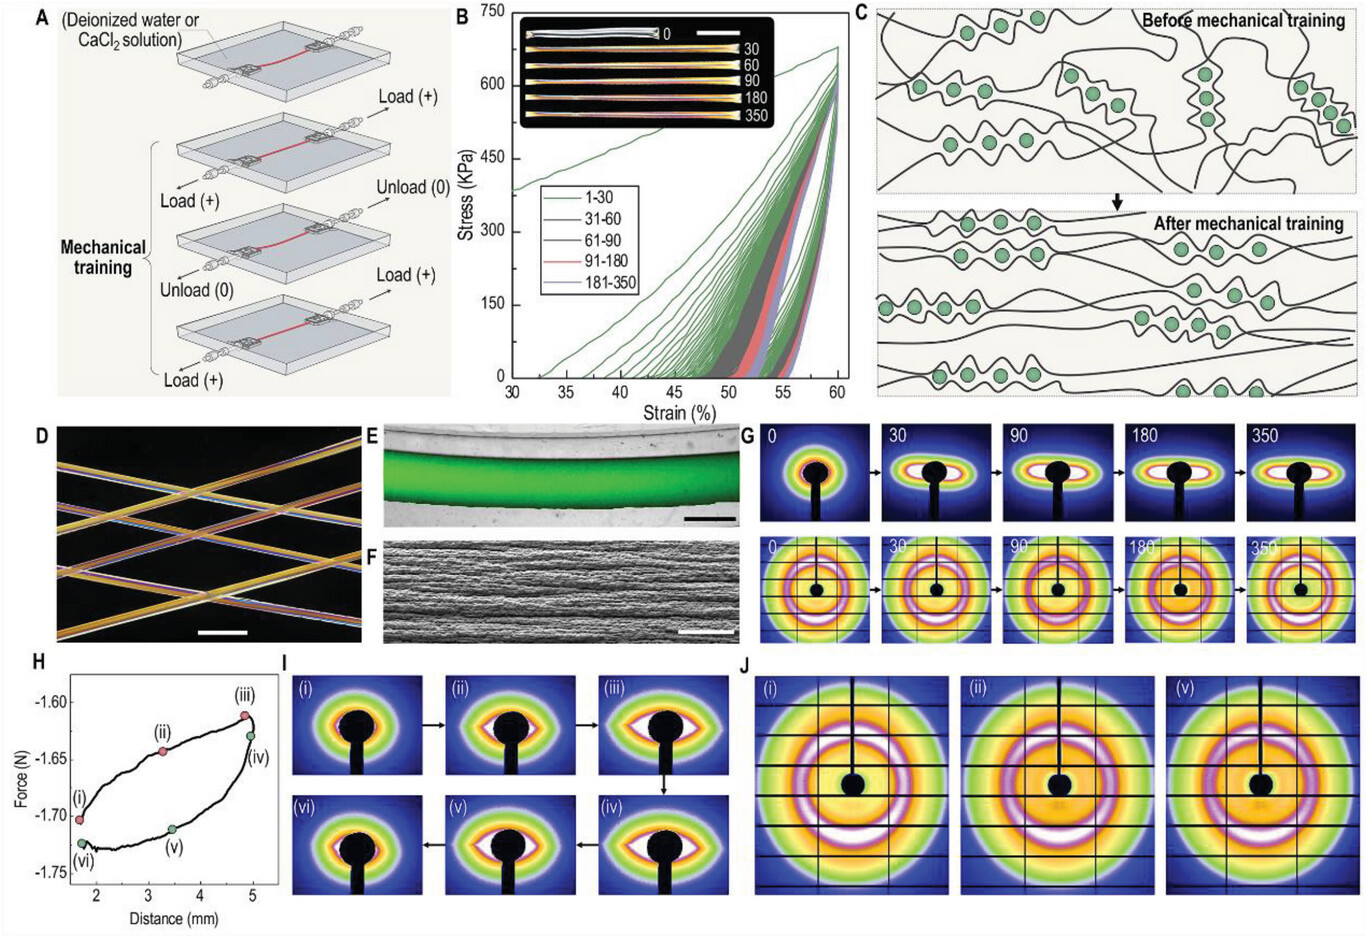 A
(Deionized water or
CaCl2 solution)
Load (+)
Load (+)
Unload (0)
Mechanical
training
Unload (0)
Load (+)
Load (+)
B
750
600
450
300
150
0
Stress (KPa)
0
30
60
90
180
350
1-30
31-60
61-90
91-180
181-350
30
35
40
45
50
55
60
Strain (%)
C
Before mechanical training
After mechanical training
D
E
F
G
0
30
90
180
350
0
30
90
180
350
H
-1.60
-1.65
-1.70
-1.75
Force (N)
(i)
(ii)
(iii)
(iv)
(v)
(vi)
2
3
4
5
Distance (mm)
I
(i)
(ii)
(iii)
(vi)
(v)
(iv)
J
(i)
(ii)
(v)